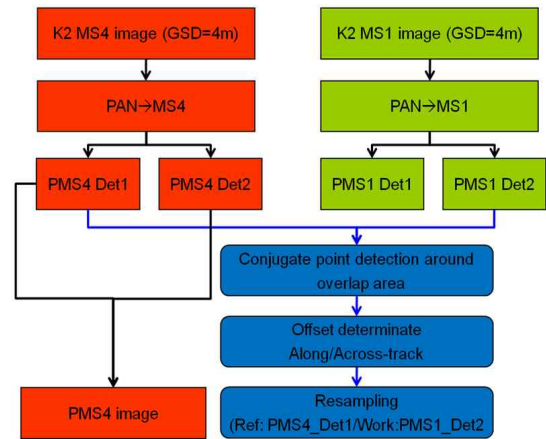 K2 MS4 image (GSD=4m)
K2 MS1 image (GSD=4m)
PAN→MS4
PAN→MS1
PMS4 Det1
PMS4 Det2
PMS1 Det1
PMS1 Det2
Conjugate point detection around
overlap area
Offset determinate
Along/Across-track
Resampling
(Ref: PMS4_Det1/Work:PMS1_Det2
PMS4 image